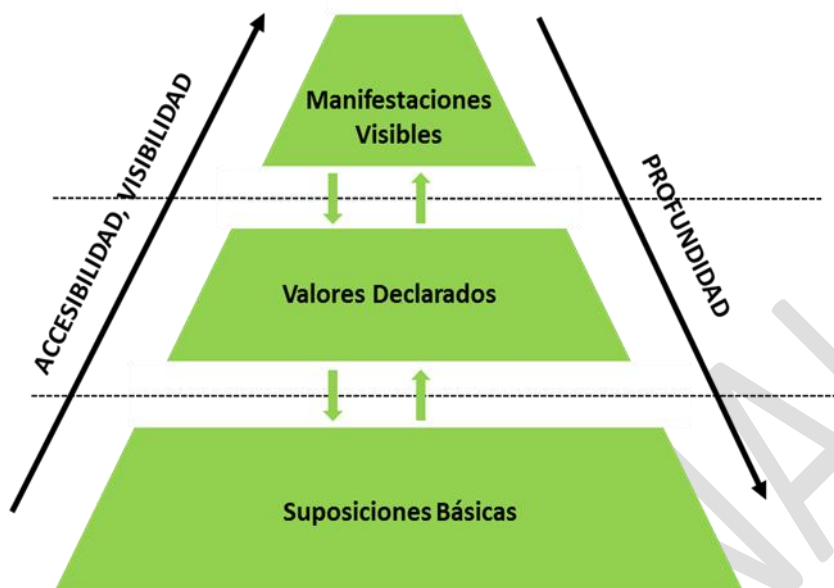 Manifestaciones
Visibles
ACCESIBILIDAD, VISIBILIDAD
PROFUNDIDAD
Valores Declarados
Suposiciones Básicas